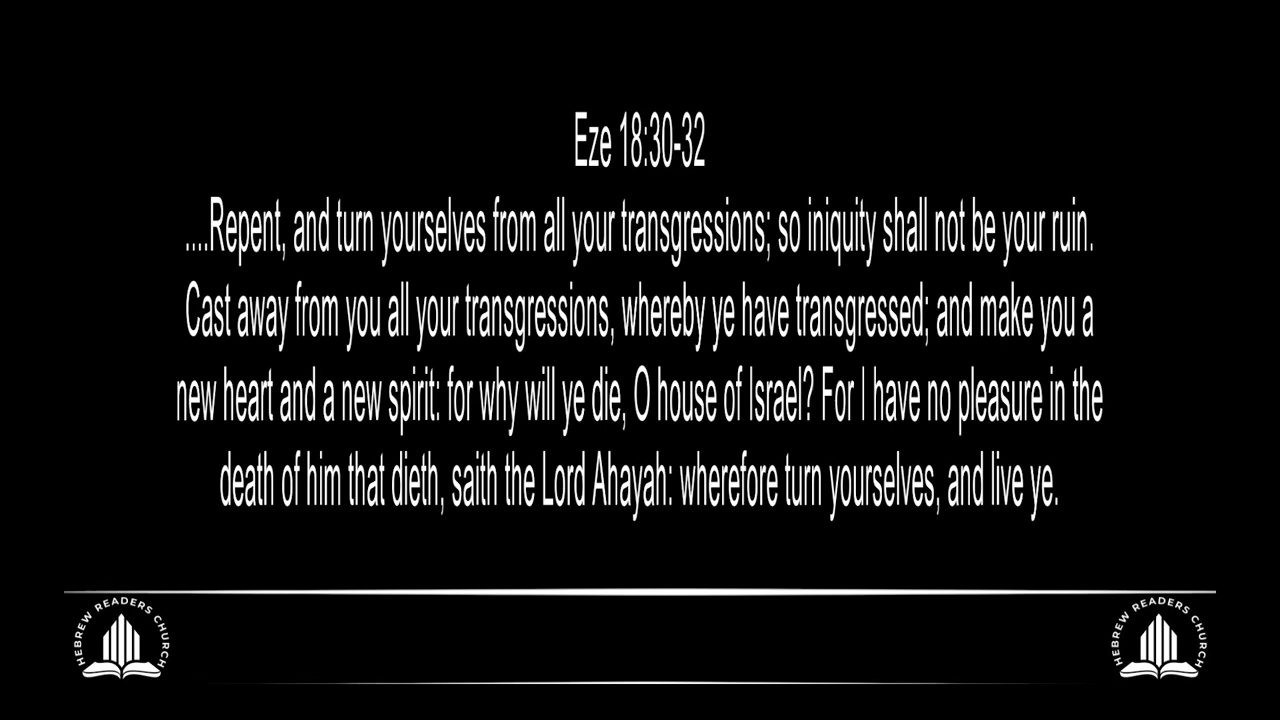 Eze 18:30-32
....Repent, and turn yourselves from all your transgressions; so iniquity shall not be your ruin.
Cast away from you all your transgressions, whereby ye have transgressed; and make you a
new heart and a new spirit: for why will ye die, O house of Israel? For I have no pleasure in the
death of him that dieth, saith the Lord Ahayah: wherefore turn yourselves, and live ye.
HEBREW READERS CHURCH
HEBREW READERS CHURCH